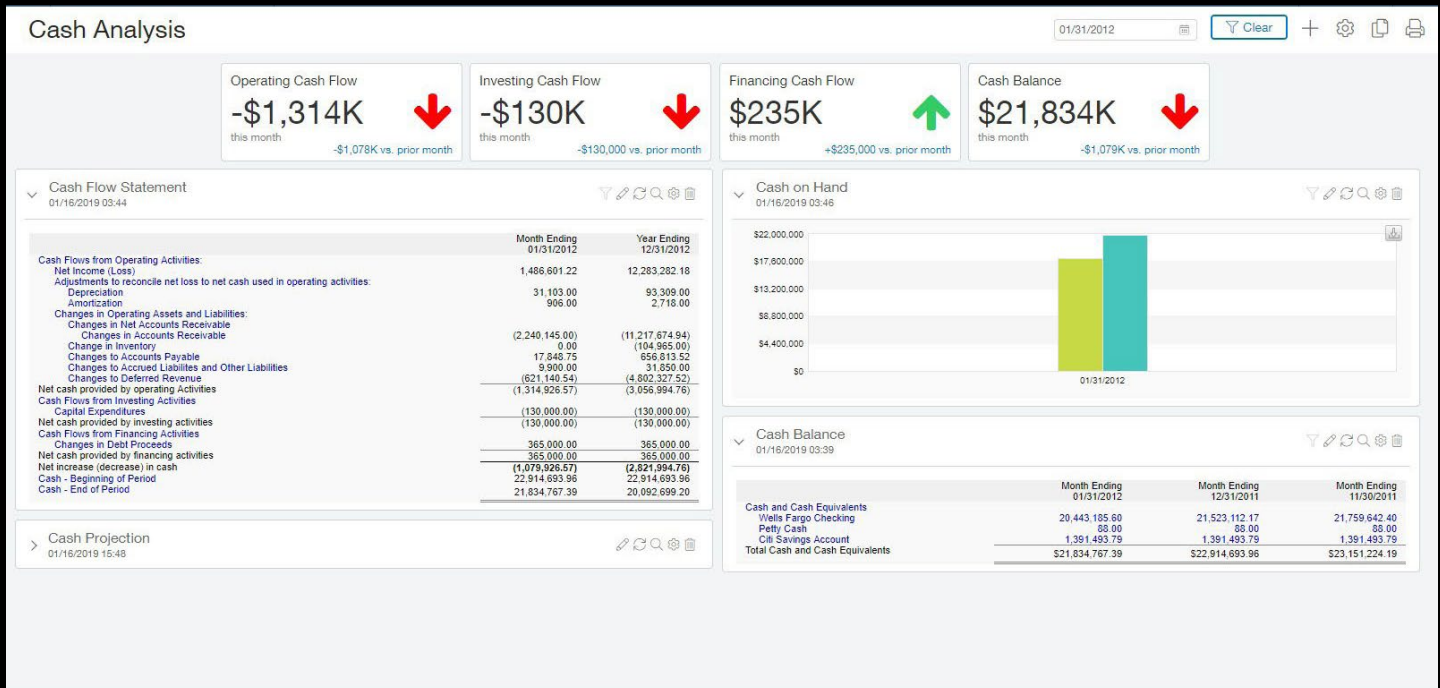 Cash Analysis
01/31/2012
Clear
Operating Cash Flow
-$1,314K
this month
-$1,078K vs. prior month
Investing Cash Flow
-$130K
this month
-$130,000 vs. prior month
Financing Cash Flow
$235K
this month
+$235,000 vs. prior month
Cash Balance
$21,834K
this month
-$1,079K vs. prior month
Cash Flow Statement
01/16/2019 03:44
Month Ending Year Ending
01/31/2012 12/31/2012
Cash Flows from Operating Activities:
Net Income (Loss) 1,486,601.22 12,283,282.18
Adjustments to reconcile net loss to net cash used in operating activities:
Depreciation 31,103.00 93,309.00
Amortization 906.00 2,718.00
Changes in Operating Assets and Liabilities:
Changes in Net Accounts Receivable
Changes in Accounts Receivable (2,240,145.00) (11,217,674.94)
Change in Inventory 0.00 (104,965.00)
Changes to Accounts Payable 17,848.75 656,813.52
Changes to Accrued Liabilites and Other Liabilities 9,900.00 31,850.00
Changes to Deferred Revenue (621,140.54) (4,802,327.52)
Net cash provided by operating Activities (1,314,926.57) (3,056,994.76)
Cash Flows from Investing Activities
Capital Expenditures (130,000.00) (130,000.00)
Net cash provided by investing activities (130,000.00) (130,000.00)
Cash Flows from Financing Activities
Changes in Debt Proceeds 365,000.00 365,000.00
Net cash provided by financing activities 365,000.00 365,000.00
Net increase (decrease) in cash (1,079,926.57) (2,821,994.76)
Cash - Beginning of Period 22,914,693.96 22,914,693.96
Cash - End of Period 21,834,767.39 20,092,699.20
Cash Projection
01/16/2019 15:48
Cash on Hand
01/16/2019 03:46
$22,000,000
$17,600,000
$13,200,000
$8,800,000
$4,400,000
$0
01/31/2012
Cash Balance
01/16/2019 03:39
Month Ending Month Ending Month Ending
01/31/2012 12/31/2011 11/30/2011
Cash and Cash Equivalents
Wells Fargo Checking 20,443,185.60 21,523,112.17 21,759,642.40
Petty Cash 88.00 88.00 88.00
Citi Savings Account 1,391,493.79 1,391,493.79 1,391,493.79
Total Cash and Cash Equivalents $21,834,767.39 $22,914,693.96 $23,151,224.19